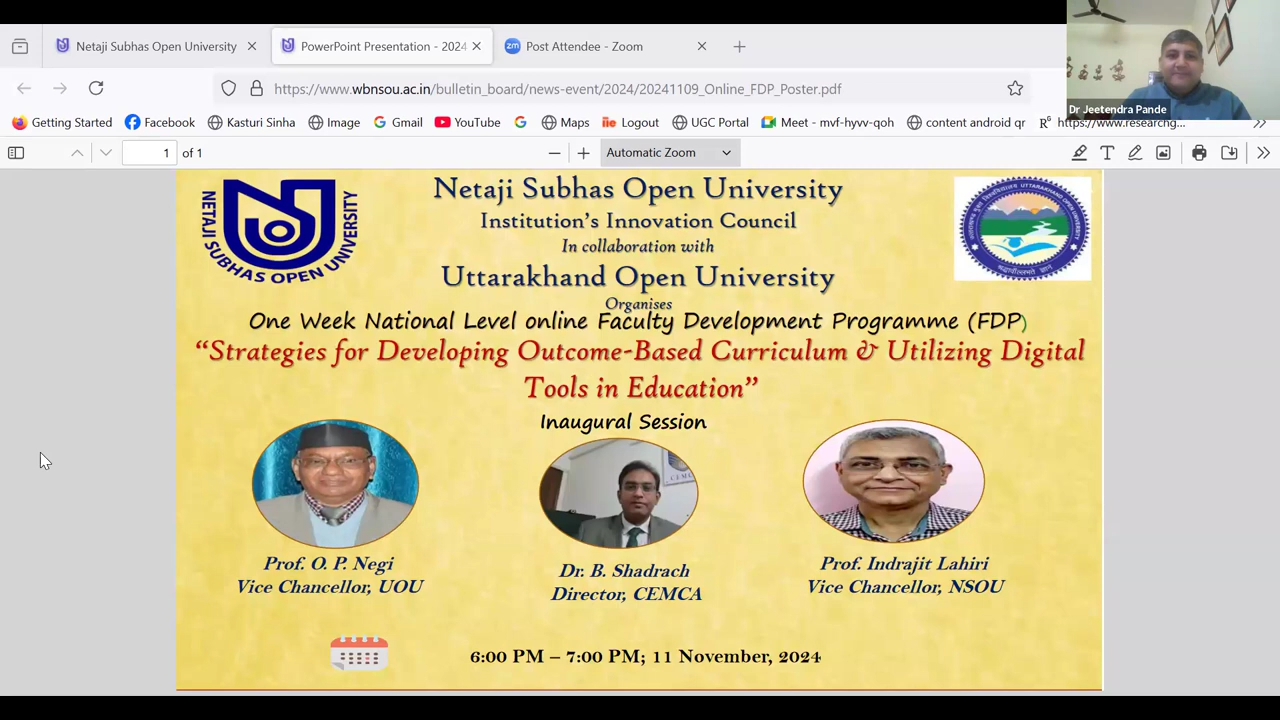 Netaji Subhas Open University
PowerPoint Presentation - 2024
Post Attendee - Zoom
https://www.wbnsou.ac.in/bulletin_board/news-event/2024/20241109_Online_FDP_Poster.pdf
Dr Jeetendra Pande
Getting Started Facebook Kasturi Sinha Image Gmail YouTube Maps Logout UGC Portal Meet - mvf-hyvv-qoh content android qr https://www.researchg...
1 of 1 Automatic Zoom
NETAJI SUBHAS OPEN UNIVERSITY
Netaji Subhas Open University
Institution's Innovation Council
In collaboration with
Uttarakhand Open University
Organises
One Week National Level online Faculty Development Programme (FDP)
“Strategies for Developing Outcome-Based Curriculum & Utilizing Digital
Tools in Education”
Inaugural Session
CEMCA
Prof. O. P. Negi
Vice Chancellor, UOU
Dr. B. Shadrach
Director, CEMCA
Prof. Indrajit Lahiri
Vice Chancellor, NSOU
6:00 PM – 7:00 PM; 11 November, 2024